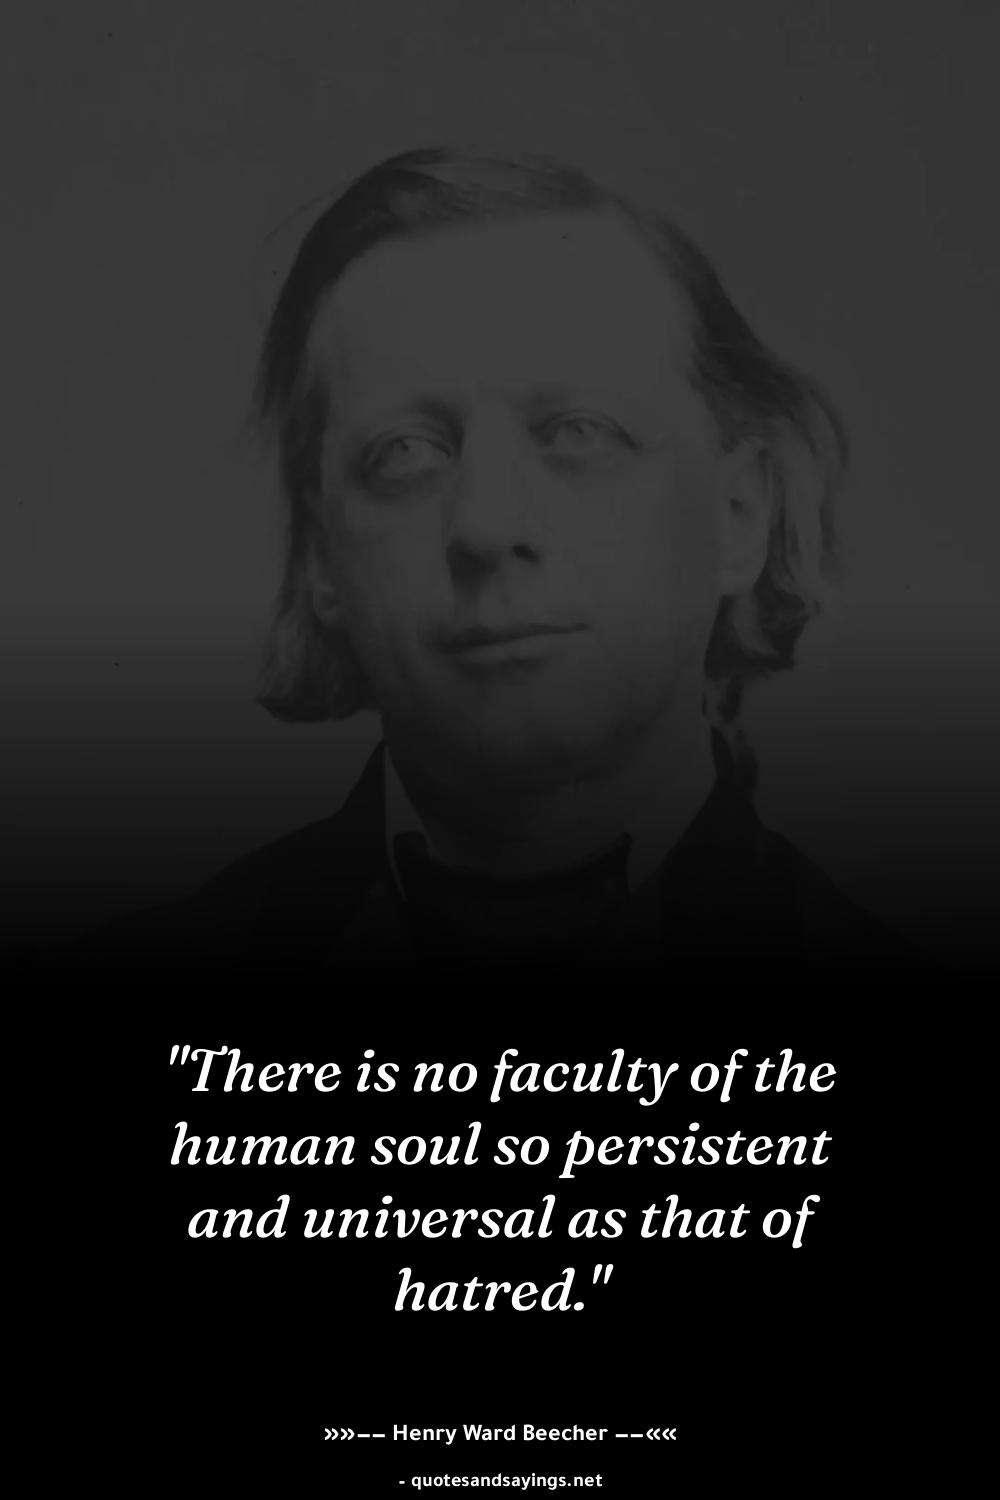 "There is no faculty of the
human soul so persistent
and universal as that of
hatred."
»»−− Henry Ward Beecher −−««
- quotesandsayings.net